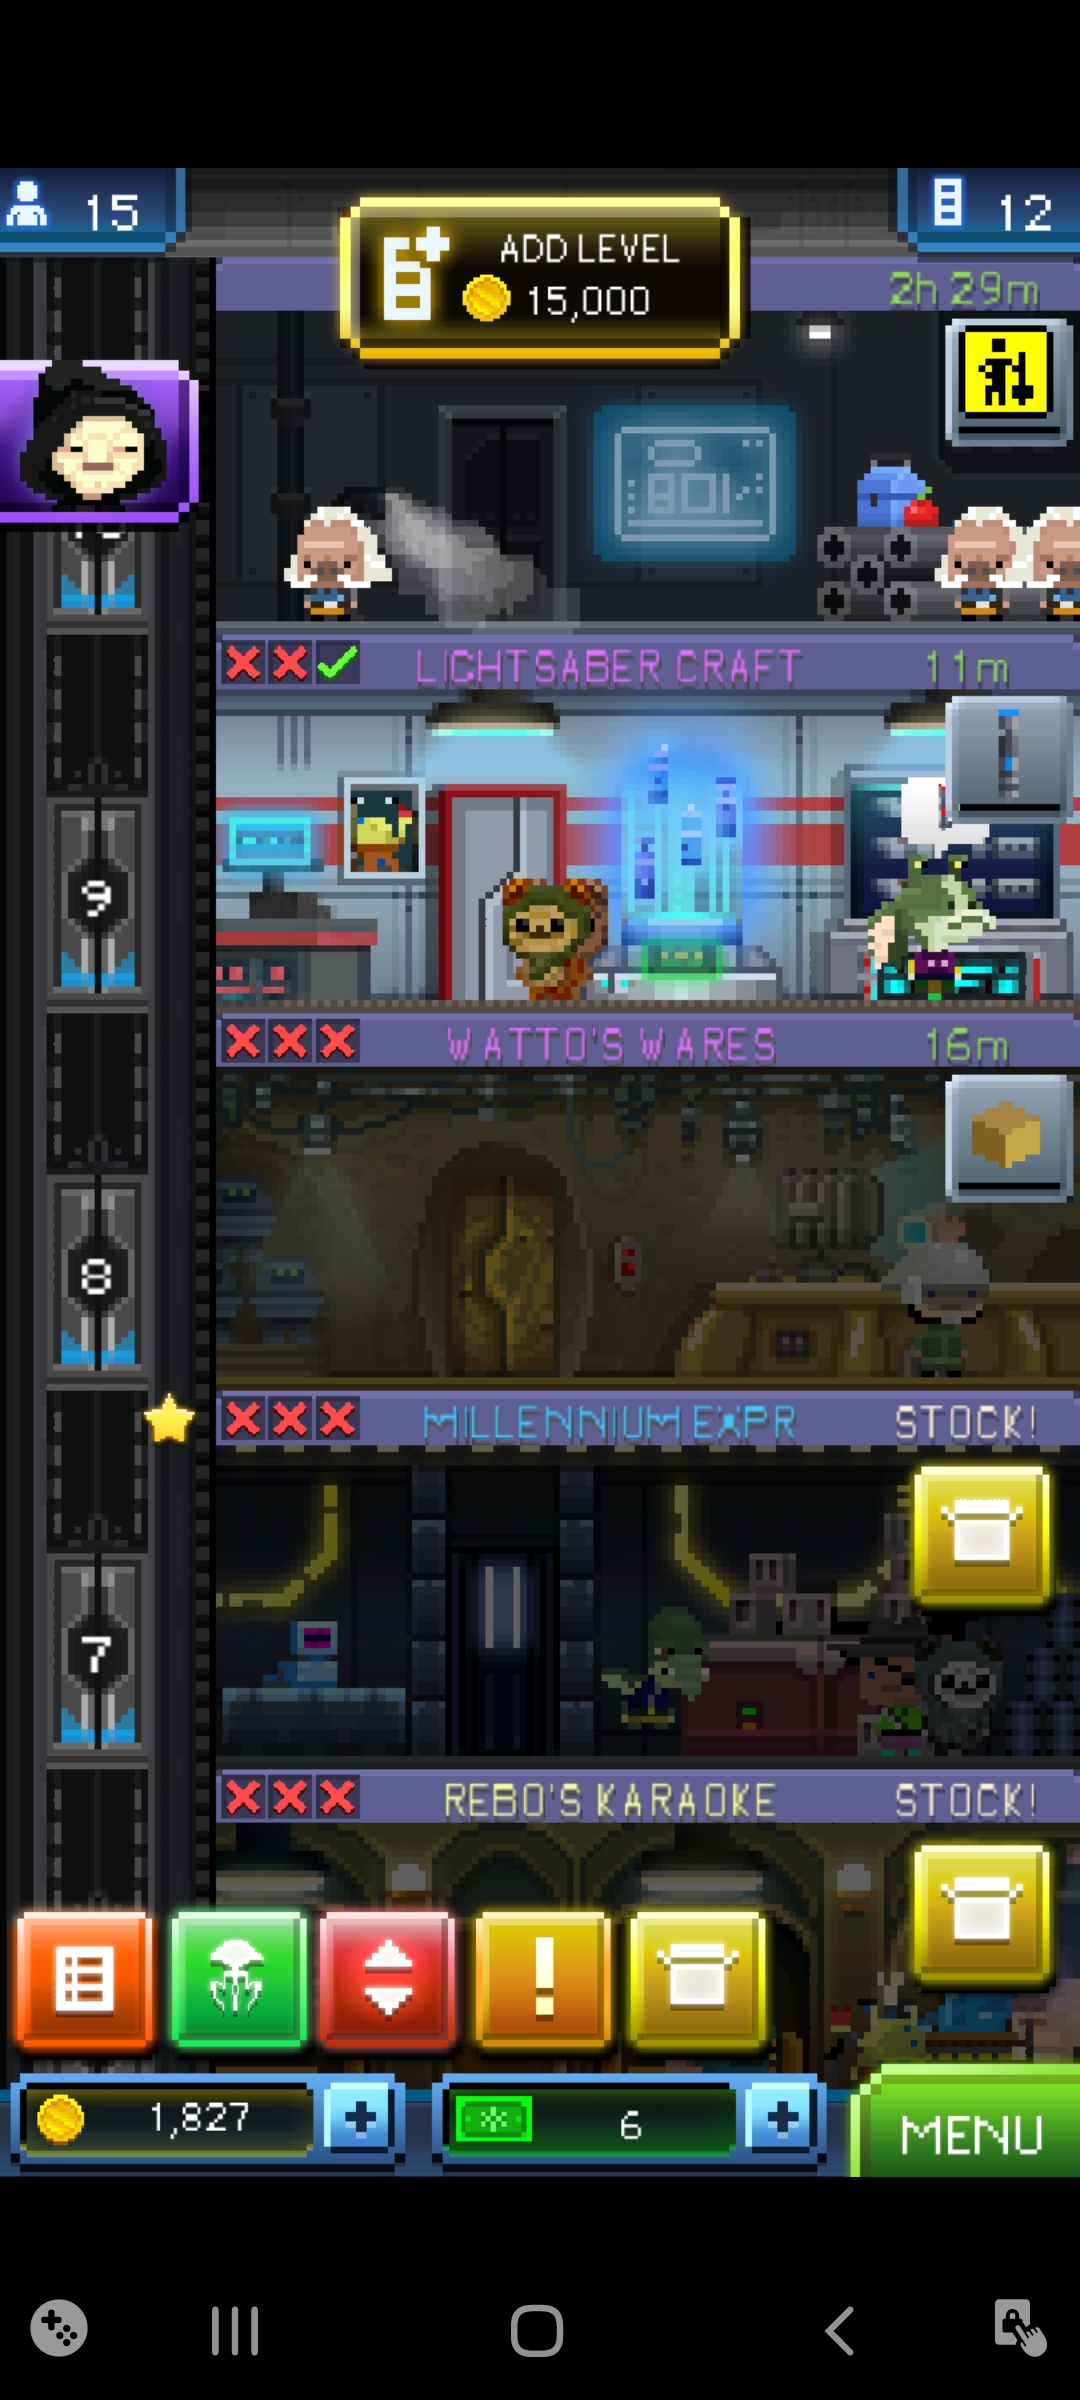 15
12
ADD LEVEL
15,000
2h 29m
LIGHTSABER CRAFT
11m
9
WATTO'S WARES
16m
8
MILLENNIUM EXPR
STOCK!
7
REBO'S KARAOKE
STOCK!
1,827
6
MENU